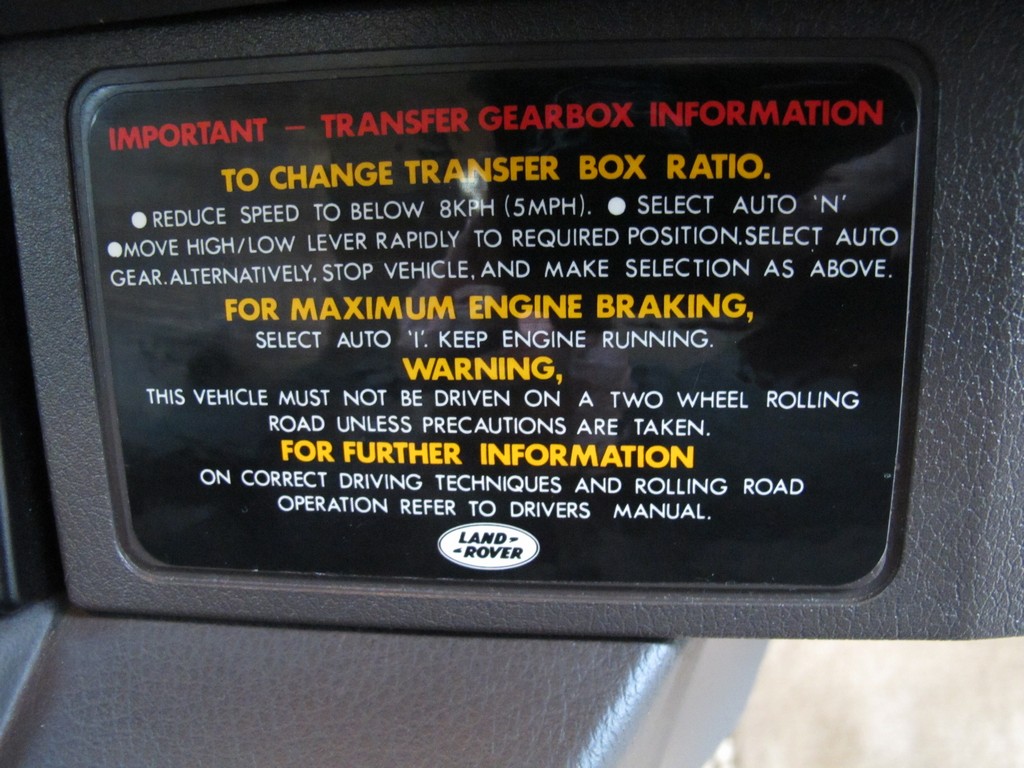 IMPORTANT – TRANSFER GEARBOX INFORMATION
TO CHANGE TRANSFER BOX RATIO.
● REDUCE SPEED TO BELOW 8KPH (5MPH). ● SELECT AUTO 'N'
●MOVE HIGH/LOW LEVER RAPIDLY TO REQUIRED POSITION.SELECT AUTO
GEAR.ALTERNATIVELY, STOP VEHICLE, AND MAKE SELECTION AS ABOVE.
FOR MAXIMUM ENGINE BRAKING,
SELECT AUTO '1'. KEEP ENGINE RUNNING.
WARNING,
THIS VEHICLE MUST NOT BE DRIVEN ON A TWO WHEEL ROLLING
ROAD UNLESS PRECAUTIONS ARE TAKEN.
FOR FURTHER INFORMATION
ON CORRECT DRIVING TECHNIQUES AND ROLLING ROAD
OPERATION REFER TO DRIVERS MANUAL.
LAND-
-ROVER